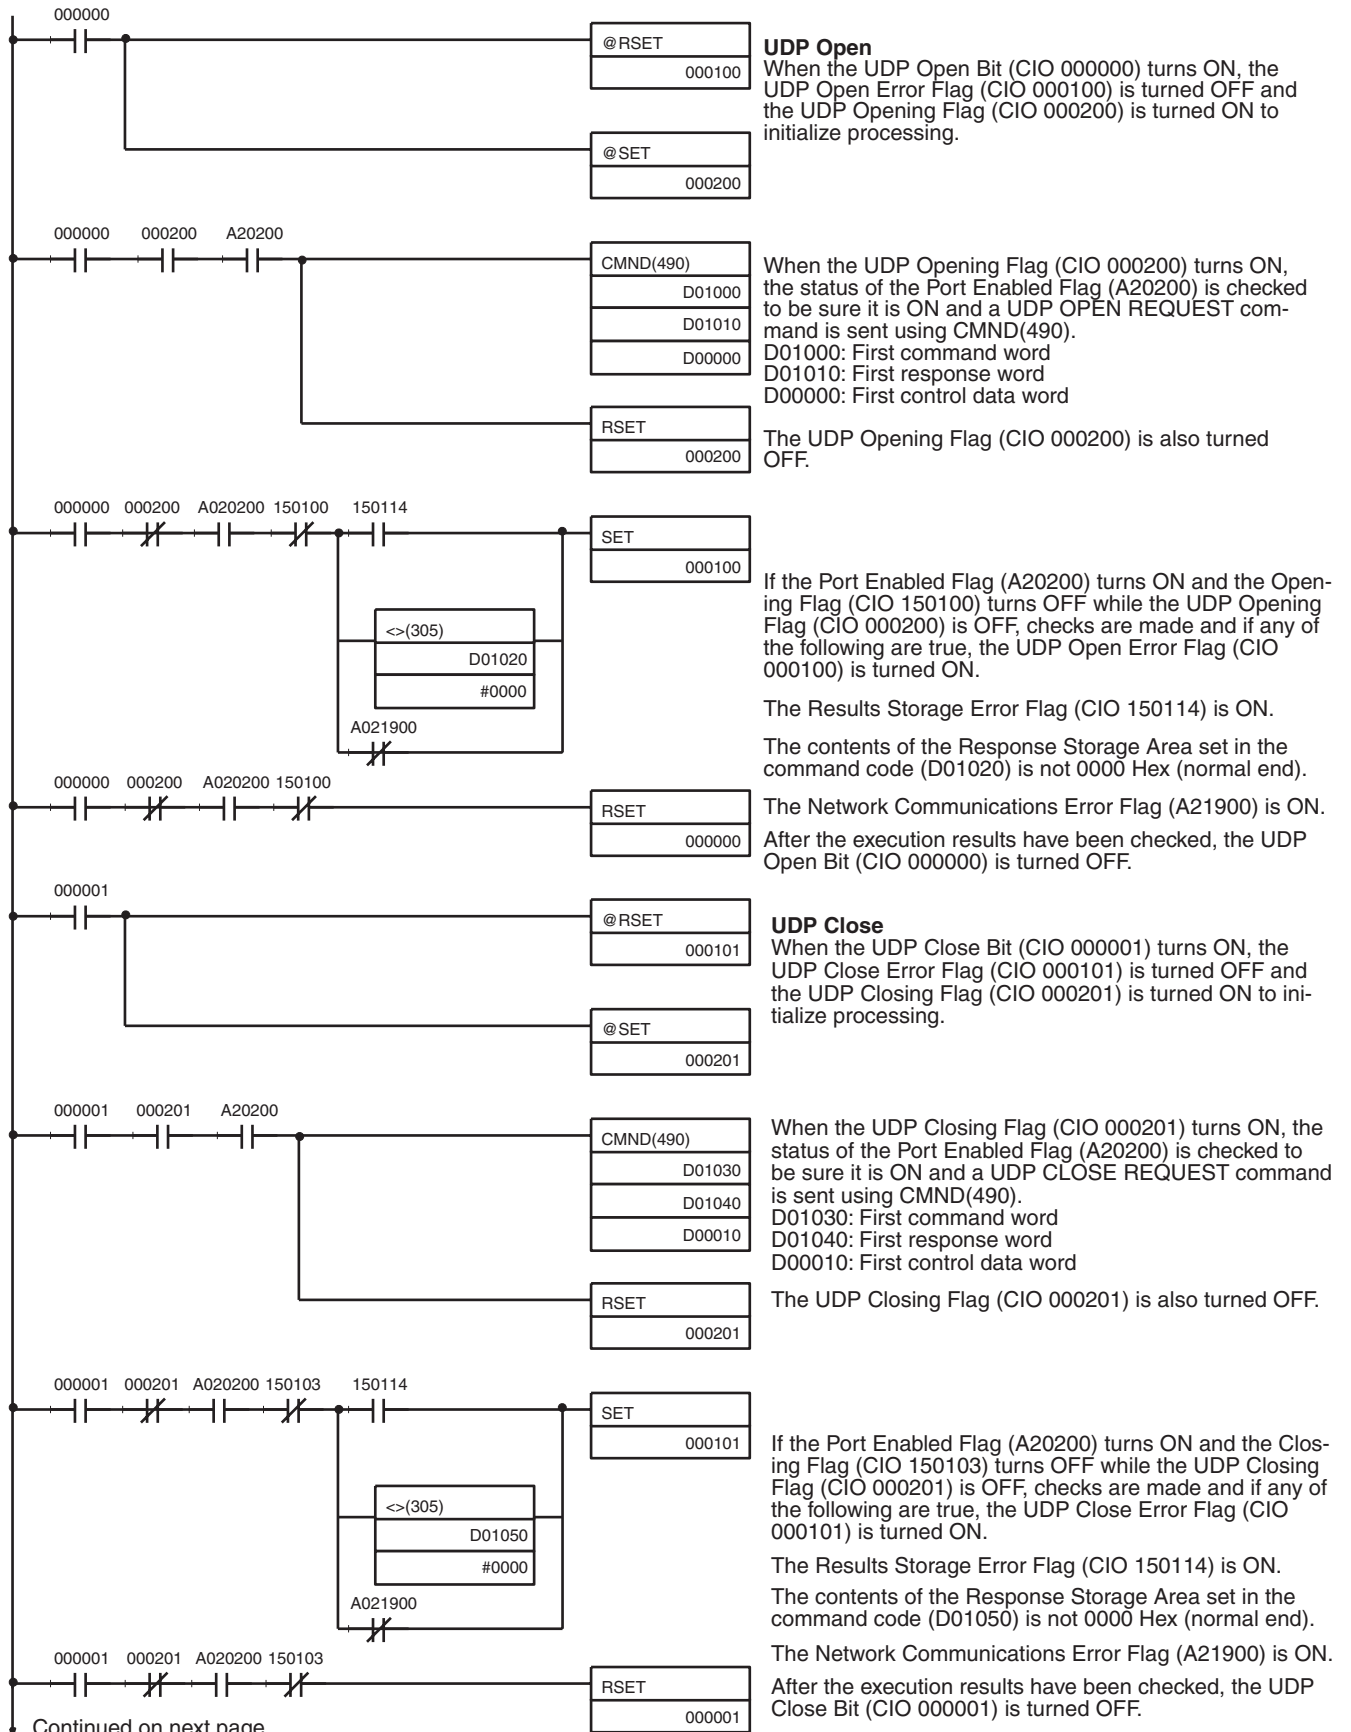 000000
@RSET
000100
UDP Open
When the UDP Open Bit (CIO 000000) turns ON, the
UDP Open Error Flag (CIO 000100) is turned OFF and
the UDP Opening Flag (CIO 000200) is turned ON to
initialize processing.
@SET
000200
000000 000200 A20200
CMND(490)
D01000
D01010
D00000
When the UDP Opening Flag (CIO 000200) turns ON,
the status of the Port Enabled Flag (A20200) is checked
to be sure it is ON and a UDP OPEN REQUEST com-
mand is sent using CMND(490).
D01000: First command word
D01010: First response word
D00000: First control data word
RSET
000200
The UDP Opening Flag (CIO 000200) is also turned
OFF.
000000 000200 A020200 150100 150114
SET
000100
<>(305)
D01020
#0000
A021900
If the Port Enabled Flag (A20200) turns ON and the Open-
ing Flag (CIO 150100) turns OFF while the UDP Opening
Flag (CIO 000200) is OFF, checks are made and if any of
the following are true, the UDP Open Error Flag (CIO
000100) is turned ON.
The Results Storage Error Flag (CIO 150114) is ON.
The contents of the Response Storage Area set in the
command code (D01020) is not 0000 Hex (normal end).
The Network Communications Error Flag (A21900) is ON.
000000 000200 A020200 150100
RSET
000000
After the execution results have been checked, the UDP
Open Bit (CIO 000000) is turned OFF.
000001
@RSET
000101
UDP Close
When the UDP Close Bit (CIO 000001) turns ON, the
UDP Close Error Flag (CIO 000101) is turned OFF and
the UDP Closing Flag (CIO 000201) is turned ON to ini-
tialize processing.
@SET
000201
000001 000201 A20200
CMND(490)
D01030
D01040
D00010
When the UDP Closing Flag (CIO 000201) turns ON, the
status of the Port Enabled Flag (A20200) is checked to
be sure it is ON and a UDP CLOSE REQUEST command
is sent using CMND(490).
D01030: First command word
D01040: First response word
D00010: First control data word
RSET
000201
The UDP Closing Flag (CIO 000201) is also turned OFF.
000001 000201 A020200 150103 150114
SET
000101
<>(305)
D01050
#0000
A021900
If the Port Enabled Flag (A20200) turns ON and the Clos-
ing Flag (CIO 150103) turns OFF while the UDP Closing
Flag (CIO 000201) is OFF, checks are made and if any of
the following are true, the UDP Close Error Flag (CIO
000101) is turned ON.
The Results Storage Error Flag (CIO 150114) is ON.
The contents of the Response Storage Area set in the
command code (D01050) is not 0000 Hex (normal end).
The Network Communications Error Flag (A21900) is ON.
000001 000201 A020200 150103
RSET
000001
After the execution results have been checked, the UDP
Close Bit (CIO 000001) is turned OFF.
Continued on next page